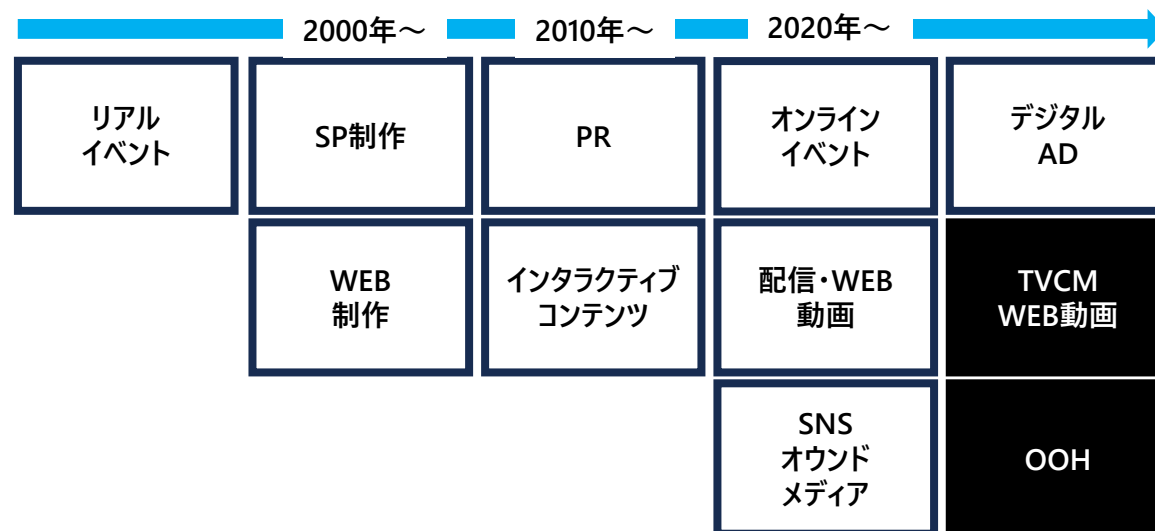 2000年～
2010年～
2020年～
リアル
イベント
SP制作
PR
オンライン
イベント
デジタル
AD
WEB
制作
インタラクティブ
コンテンツ
配信・WEB
動画
TVCM
WEB動画
SNS
オウンド
メディア
OOH